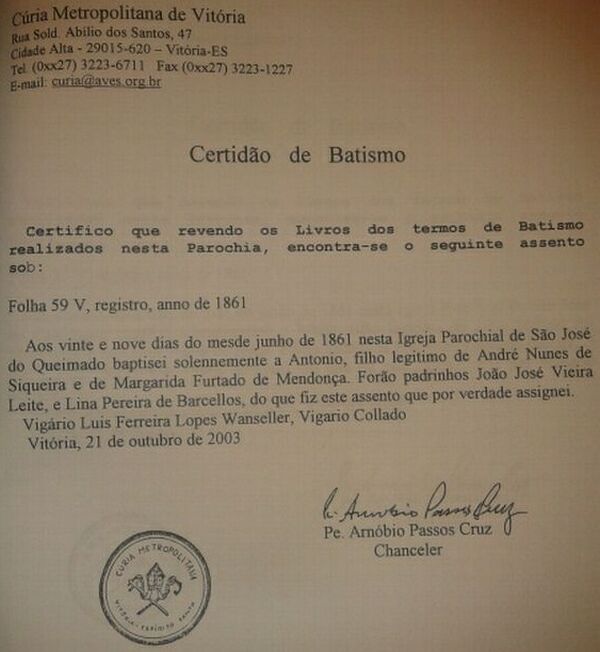 Cúria Metropolitana de Vitória
Rua Sold. Abílio dos Santos, 47
Cidade Alta - 29015-620 – Vitória-ES
Tel. (0xx27) 3223-6711   Fax (0xx27) 3223-1227
E-mail: curia@aves.org.br
Certidão de Batismo
Certifico que revendo os Livros dos termos de Batismo
realizados nesta Parochia, encontra-se o seguinte assento
sob:
Folha 59 V, registro, anno de 1861
Aos vinte e nove dias do mesde junho de 1861 nesta Igreja Parochial de São José
do Queimado baptisei solennemente a Antonio, filho legitimo de André Nunes de
Siqueira e de Margarida Furtado de Mendonça. Forão padrinhos João José Vieira
Leite, e Lina Pereira de Barcellos, do que fiz este assento que por verdade assignei.
Vigário Luis Ferreira Lopes Wanseller, Vigario Collado
Vitória, 21 de outubro de 2003
P. Arnóbio Passos Cruz
Pe. Arnóbio Passos Cruz
Chanceler
CÚRIA METROPOLITANA
VITÓRIA - ESPÍRITO SANTO